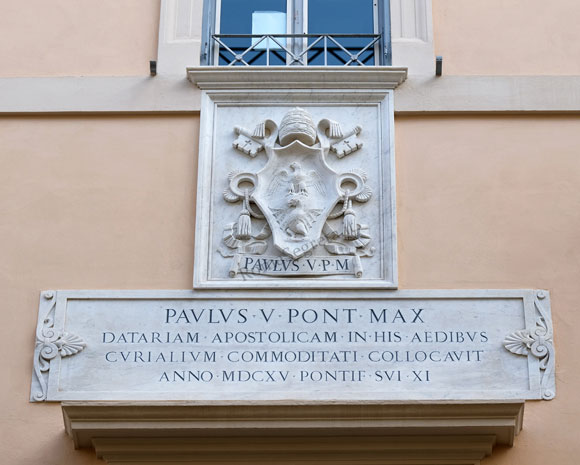 PAVLVS·V·P·M
PAVLVS·V·PONT·MAX
DATARIAM·APOSTOLICAM·IN·HIS·AEDIBVS
CVRIALIVM·COMMODITATI·COLLOCAVIT
ANNO·MDCXV·PONTIF·SVI·XI